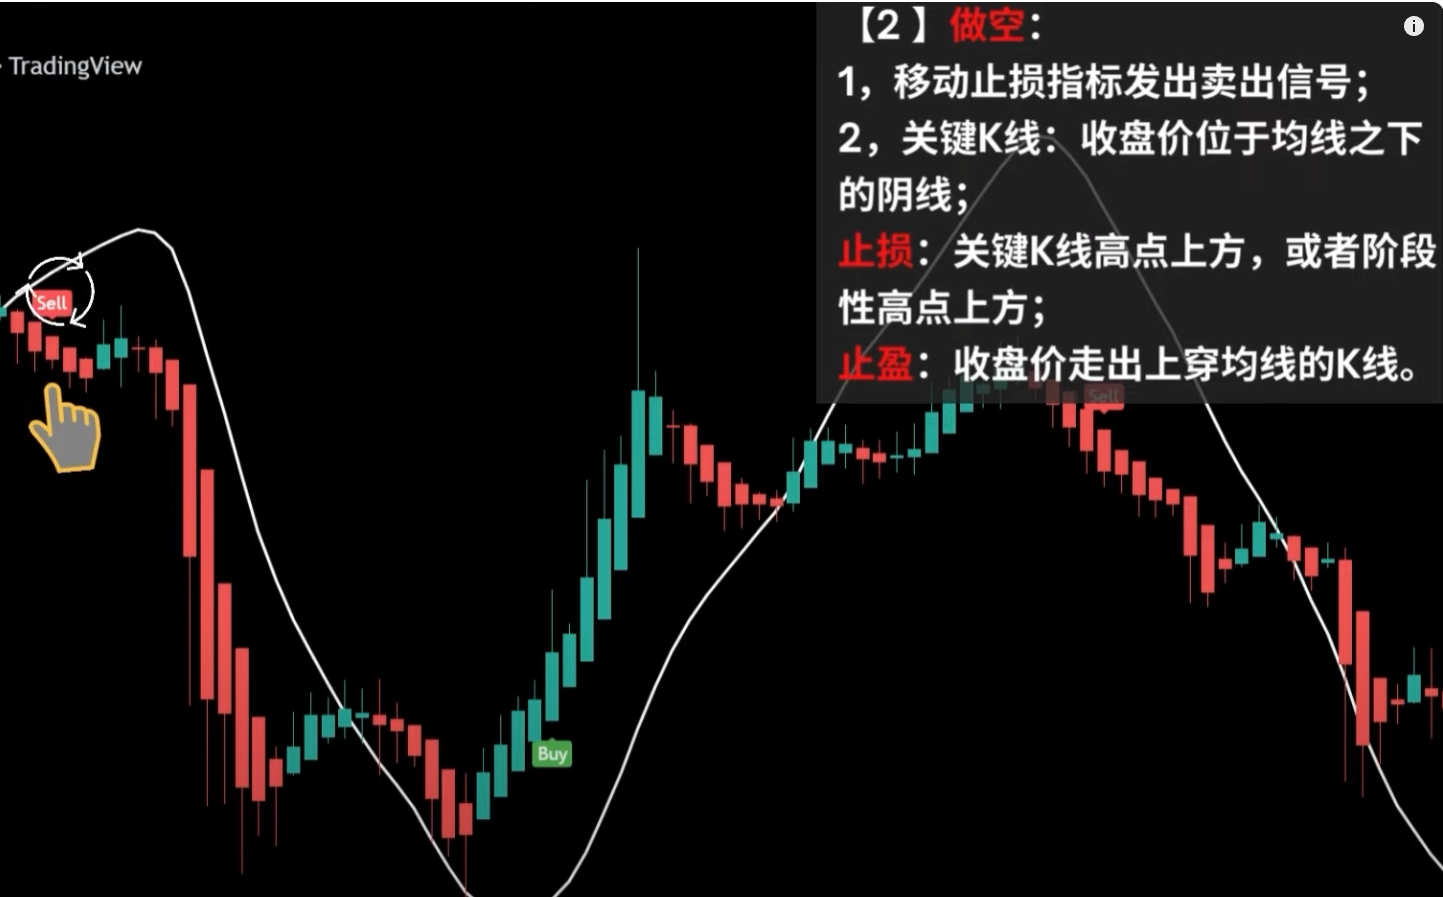 TradingView
【2 】做空：
1，移动止损指标发出卖出信号；
2，关键K线：收盘价位于均线之下
的阴线；
止损：关键K线高点上方，或者阶段
性高点上方；
止盈：收盘价走出上穿均线的K线。
Sell
Sell
Buy